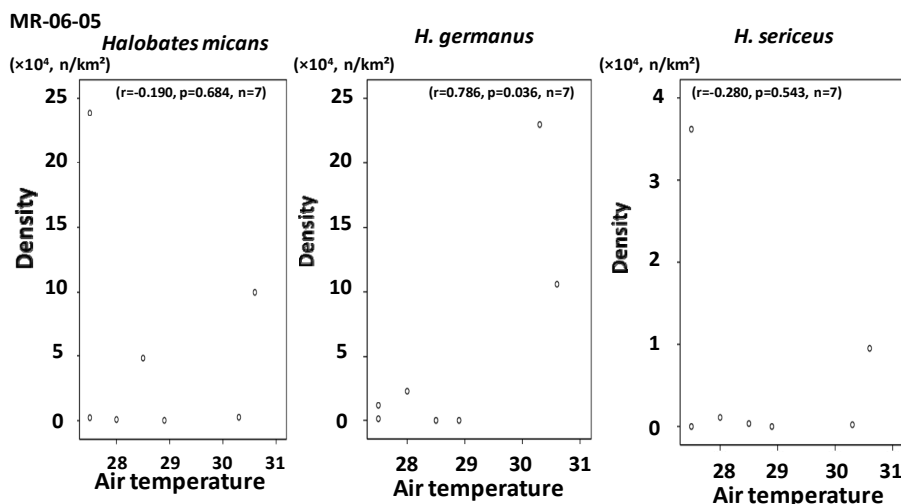 MR-06-05
Halobates micans
(×10⁴, n/km²)
(r=-0.190, p=0.684, n=7)
25
20
15
10
5
0
Density
28 29 30 31
Air temperature
H. germanus
(×10⁴, n/km²)
(r=0.786, p=0.036, n=7)
25
20
15
10
5
0
Density
28 29 30 31
Air temperature
H. sericeus
(×10⁴, n/km²)
(r=-0.280, p=0.543, n=7)
4
3
2
1
0
Density
28 29 30 31
Air temperature